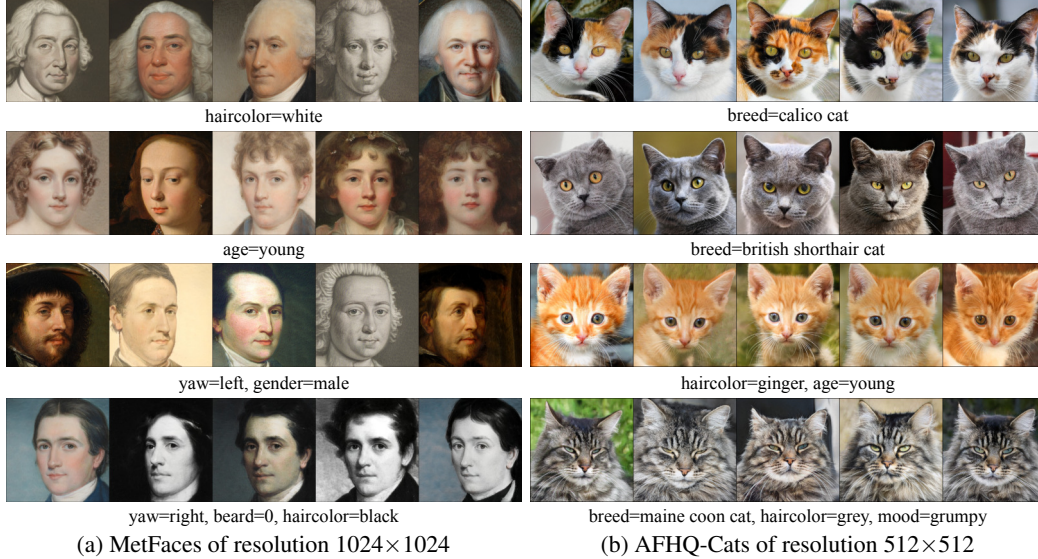 haircolor=white
age=young
yaw=left, gender=male
yaw=right, beard=0, haircolor=black
(a) MetFaces of resolution 1024×1024
breed=calico cat
breed=british shorthair cat
haircolor=ginger, age=young
breed=maine coon cat, haircolor=grey, mood=grumpy
(b) AFHQ-Cats of resolution 512×512